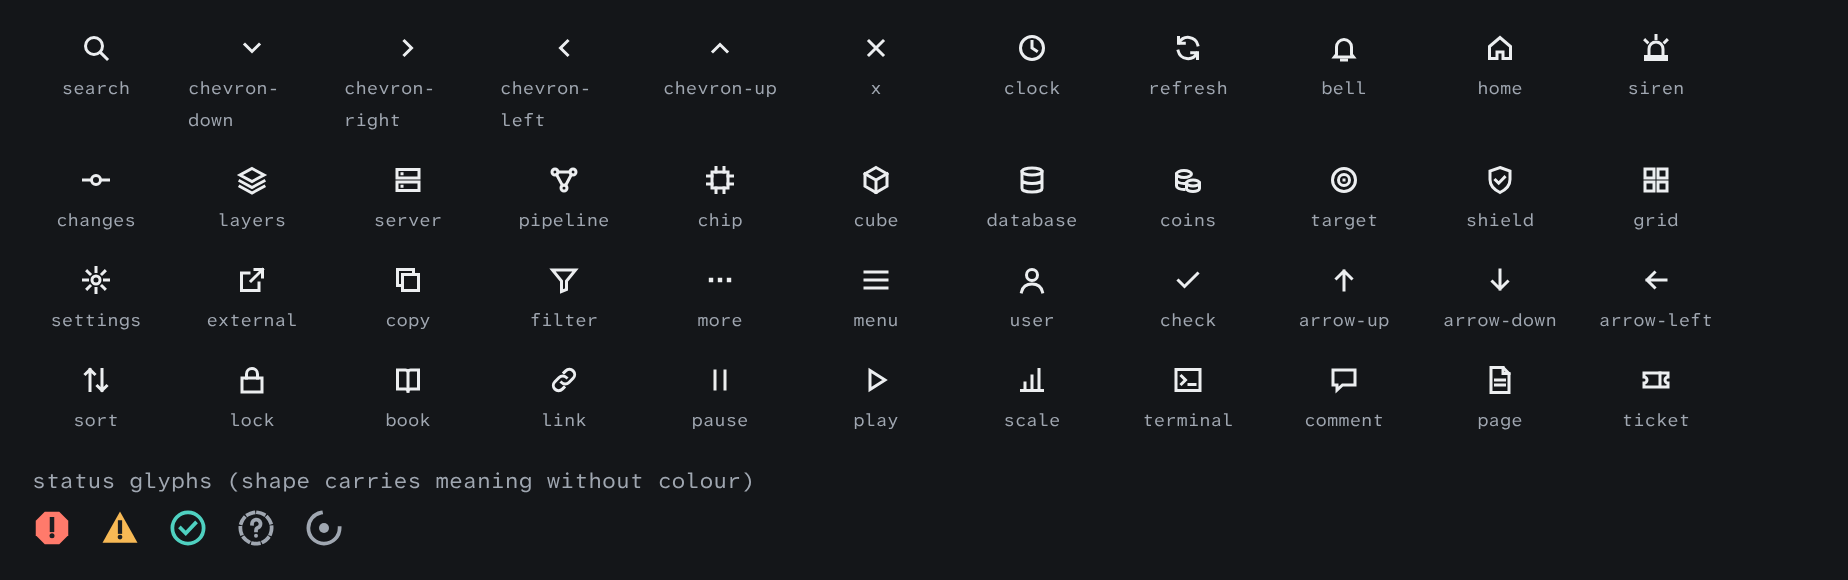 search
chevron-
down
chevron-
right
chevron-
left
chevron-up
x
clock
refresh
bell
home
siren
changes
layers
server
pipeline
chip
cube
database
coins
target
shield
grid
settings
external
copy
filter
more
menu
user
check
arrow-up
arrow-down
arrow-left
sort
lock
book
link
pause
play
scale
terminal
comment
page
ticket
status glyphs (shape carries meaning without colour)